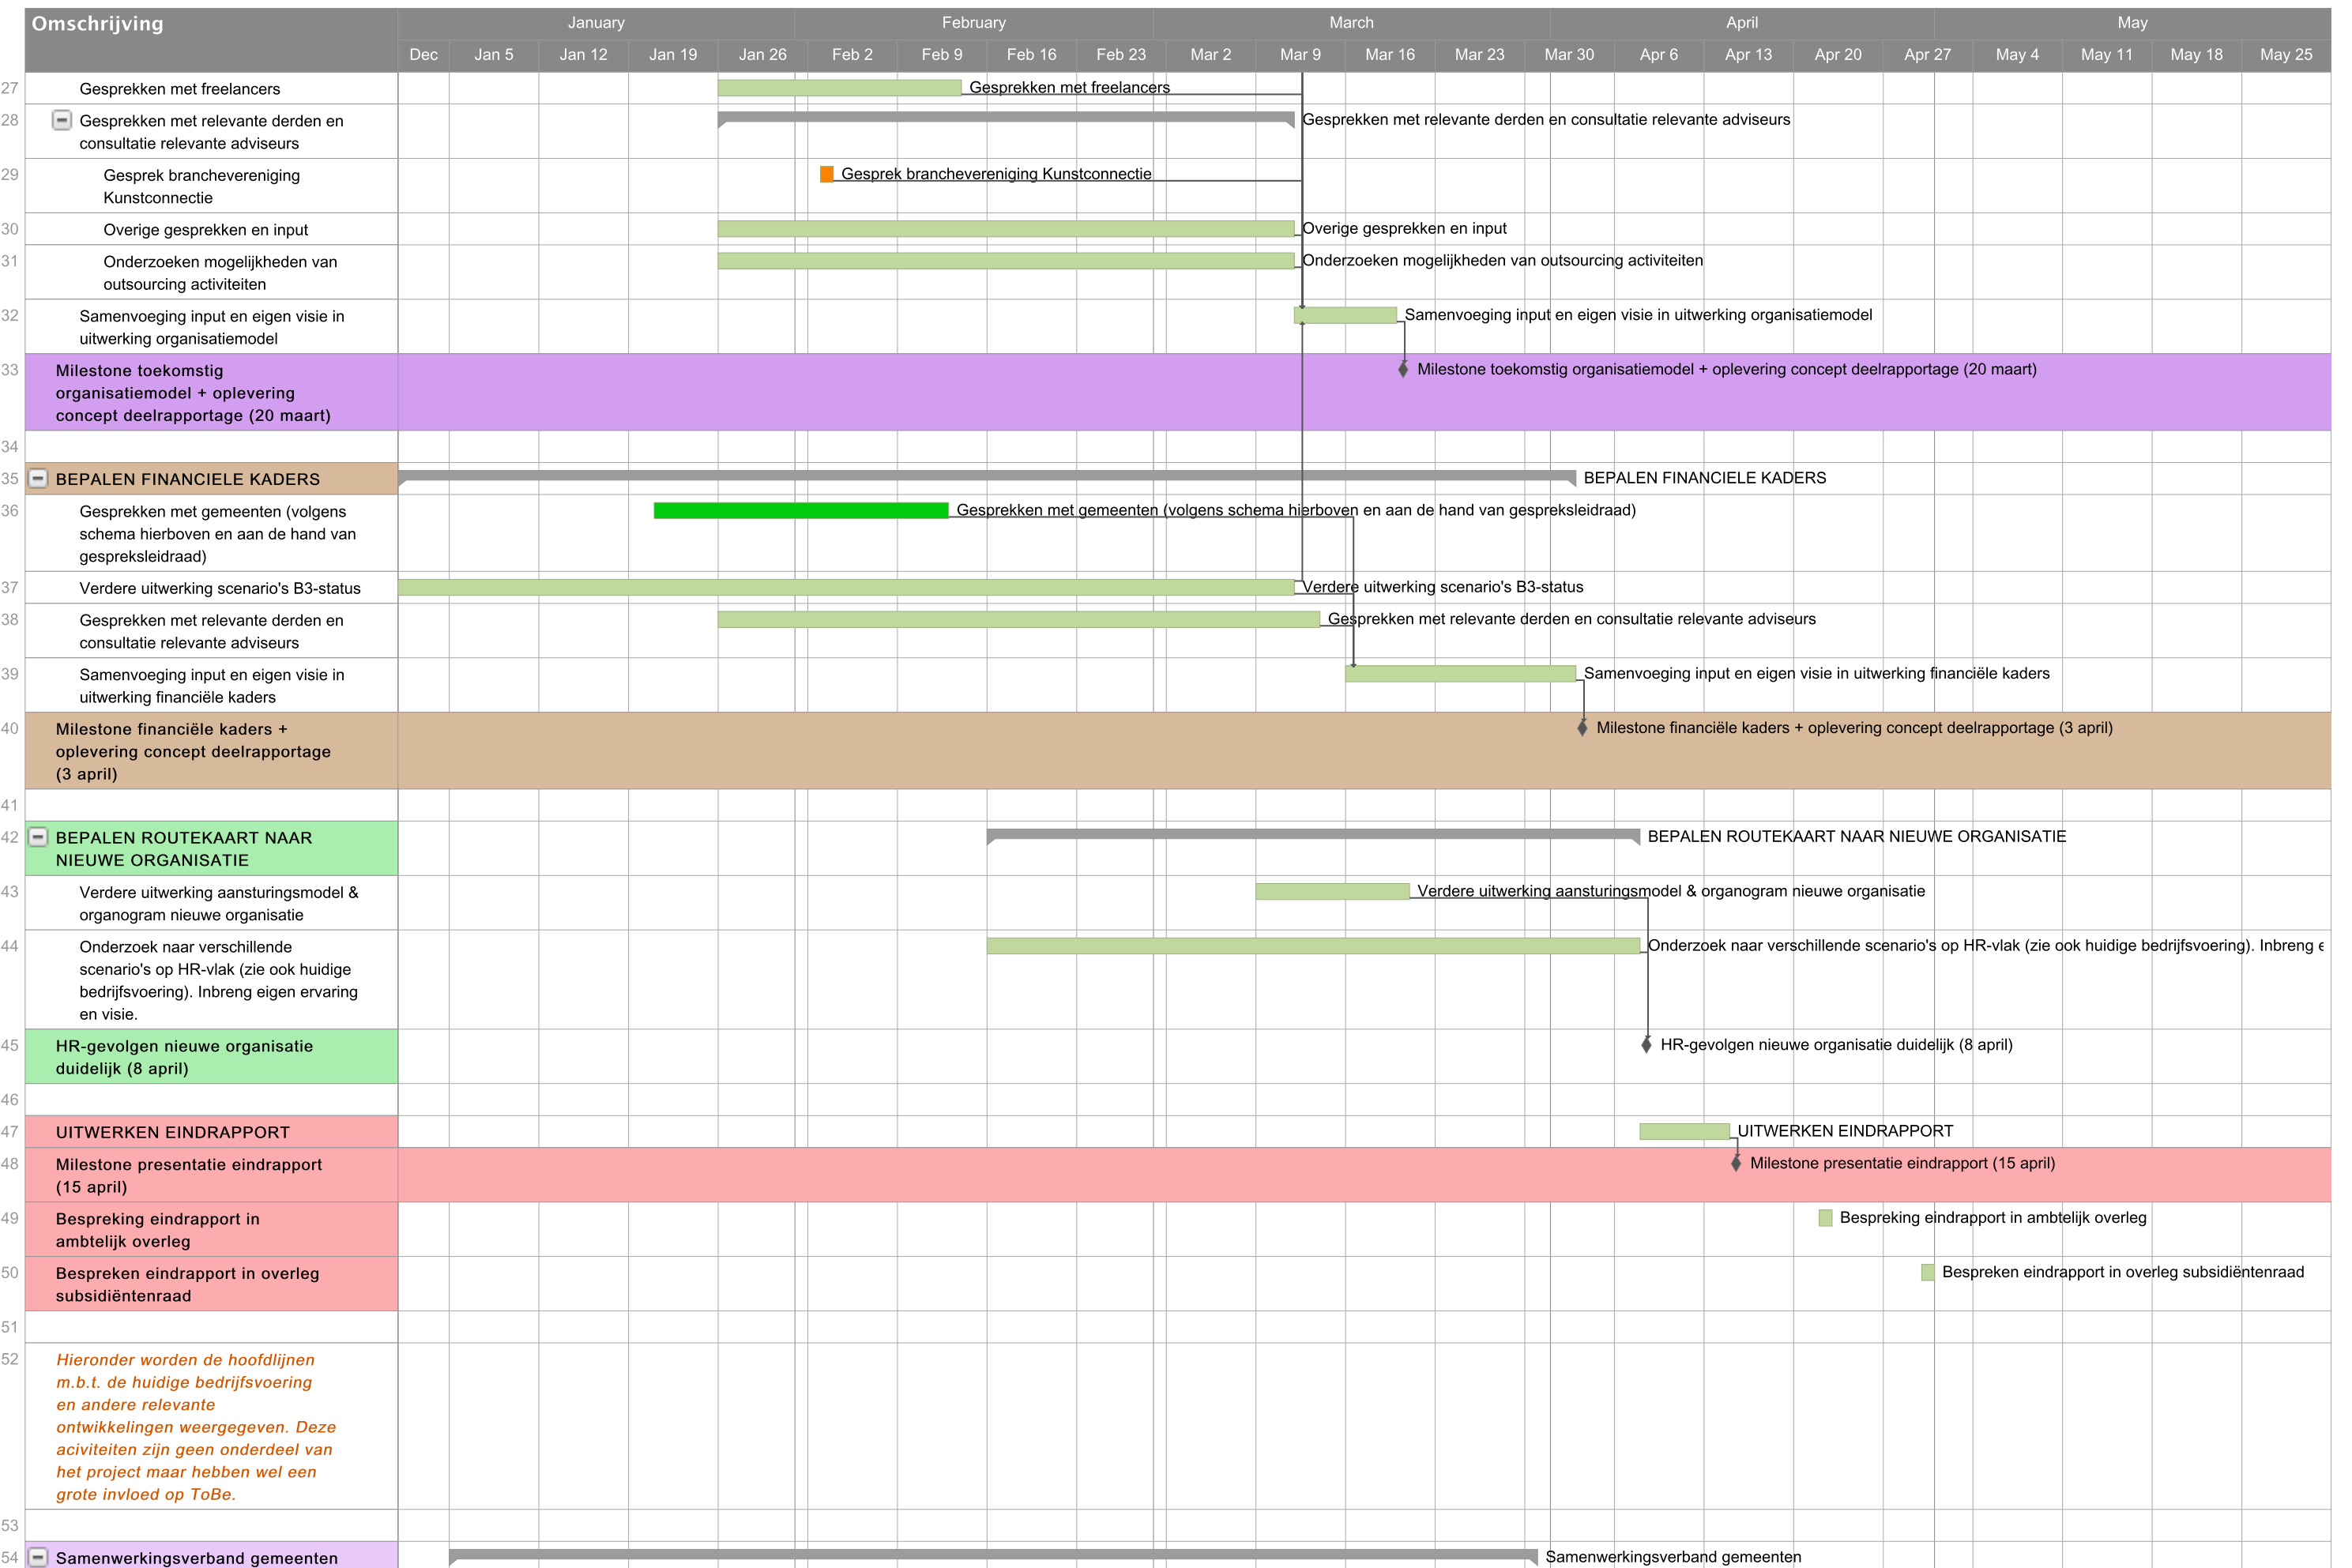 Omschrijving
January February March April May
Dec Jan 5 Jan 12 Jan 19 Jan 26 Feb 2 Feb 9 Feb 16 Feb 23 Mar 2 Mar 9 Mar 16 Mar 23 Mar 30 Apr 6 Apr 13 Apr 20 Apr 27 May 4 May 11 May 18 May 25
27 Gesprekken met freelancers Gesprekken met freelancers
28 Gesprekken met relevante derden en Gesprekken met relevante derden en consultatie relevante adviseurs
consultatie relevante adviseurs
29 Gesprek branchevereniging Gesprek branchevereniging Kunstconnectie
Kunstconnectie
30 Overige gesprekken en input Overige gesprekken en input
31 Onderzoeken mogelijkheden van Onderzoeken mogelijkheden van outsourcing activiteiten
outsourcing activiteiten
32 Samenvoeging input en eigen visie in Samenvoeging input en eigen visie in uitwerking organisatiemodel
uitwerking organisatiemodel
33 Milestone toekomstig Milestone toekomstig organisatiemodel + oplevering concept deelrapportage (20 maart)
organisatiemodel + oplevering
concept deelrapportage (20 maart)
34
35 BEPALEN FINANCIELE KADERS BEPALEN FINANCIELE KADERS
36 Gesprekken met gemeenten (volgens Gesprekken met gemeenten (volgens schema hierboven en aan de hand van gespreksleidraad)
schema hierboven en aan de hand van
gespreksleidraad)
37 Verdere uitwerking scenario's B3-status Verdere uitwerking scenario's B3-status
38 Gesprekken met relevante derden en Gesprekken met relevante derden en consultatie relevante adviseurs
consultatie relevante adviseurs
39 Samenvoeging input en eigen visie in Samenvoeging input en eigen visie in uitwerking financiële kaders
uitwerking financiële kaders
40 Milestone financiële kaders + Milestone financiële kaders + oplevering concept deelrapportage (3 april)
oplevering concept deelrapportage
(3 april)
41
42 BEPALEN ROUTEKAART NAAR BEPALEN ROUTEKAART NAAR NIEUWE ORGANISATIE
NIEUWE ORGANISATIE
43 Verdere uitwerking aansturingsmodel & Verdere uitwerking aansturingsmodel & organogram nieuwe organisatie
organogram nieuwe organisatie
44 Onderzoek naar verschillende Onderzoek naar verschillende scenario's op HR-vlak (zie ook huidige bedrijfsvoering). Inbreng
scenario's op HR-vlak (zie ook huidige
bedrijfsvoering). Inbreng eigen ervaring
en visie.
45 HR-gevolgen nieuwe organisatie HR-gevolgen nieuwe organisatie duidelijk (8 april)
duidelijk (8 april)
46
47 UITWERKEN EINDRAPPORT UITWERKEN EINDRAPPORT
48 Milestone presentatie eindrapport Milestone presentatie eindrapport (15 april)
(15 april)
49 Bespreking eindrapport in Bespreking eindrapport in ambtelijk overleg
ambtelijk overleg
50 Bespreken eindrapport in overleg Bespreken eindrapport in overleg subsidiëntenraad
subsidiëntenraad
51
52 Hieronder worden de hoofdlijnen
m.b.t. de huidige bedrijfsvoering
en andere relevante
ontwikkelingen weergegeven. Deze
aciviteiten zijn geen onderdeel van
het project maar hebben wel een
grote invloed op ToBe.
53
54 Samenwerkingsverband gemeenten Samenwerkingsverband gemeenten